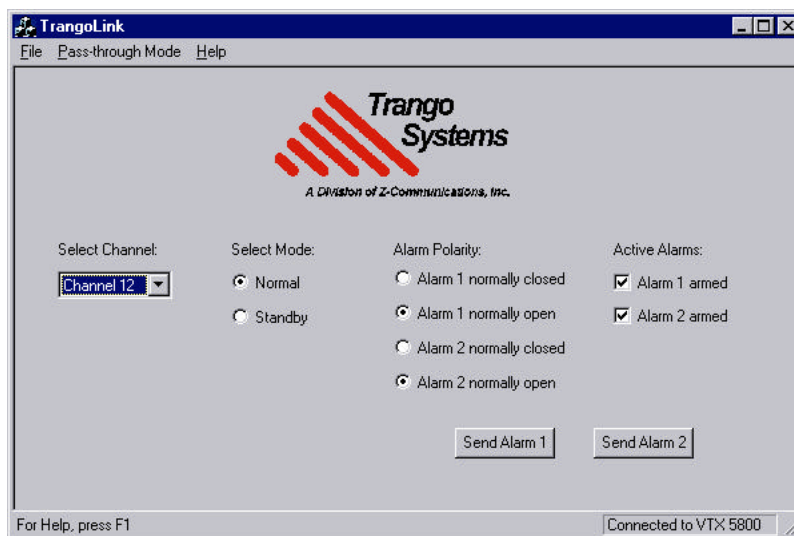 TrangoLink
File Pass-through Mode Help
Trango
Systems
A Division of Z-Communications, Inc.
Select Channel: Select Mode: Alarm Polarity: Active Alarms:
Channel 12 Normal Alarm 1 normally closed Alarm 1 armed
Standby Alarm 1 normally open Alarm 2 armed
Alarm 2 normally closed
Alarm 2 normally open
Send Alarm 1 Send Alarm 2
For Help, press F1 Connected to VTX 5800